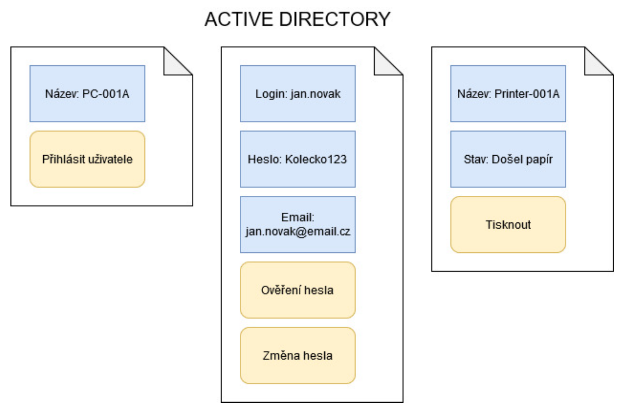 ACTIVE DIRECTORY
Název: PC-001A
Přihlásit uživatele
Login: jan.novak
Heslo: Kolecko123
Email:
jan.novak@email.cz
Ověření hesla
Změna hesla
Název: Printer-001A
Stav: Došel papír
Tisknout